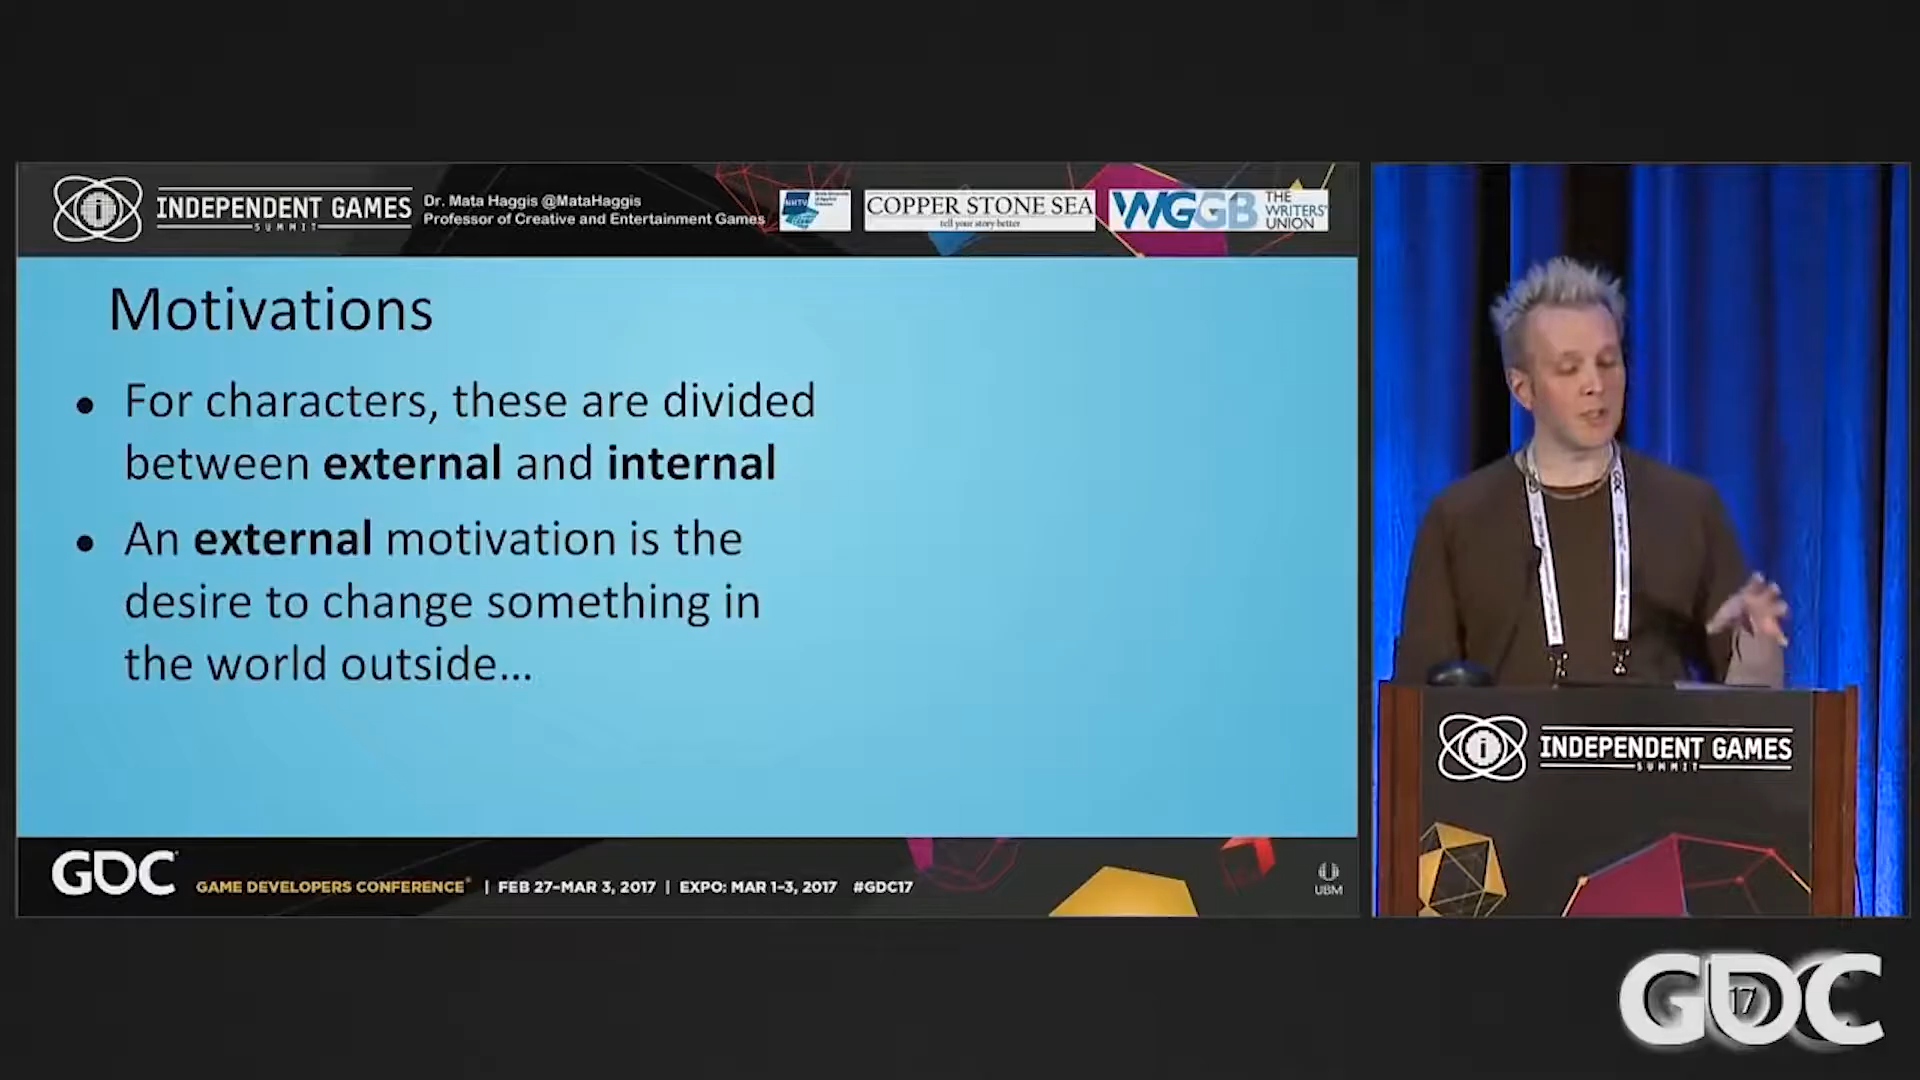 INDEPENDENT GAMES
SUMMIT
Dr. Mata Haggis @MataHaggis
Professor of Creative and Entertainment Games
NHTV
COPPER STONE SEA
tell your story better
WGGB
THE
WRITERS'
UNION
Motivations
• For characters, these are divided
between external and internal
• An external motivation is the
desire to change something in
the world outside...
GDC
GAME DEVELOPERS CONFERENCE® | FEB 27–MAR 3, 2017 | EXPO: MAR 1–3, 2017 #GDC17
UBM
GDC
INDEPENDENT GAMES
SUMMIT
GDC
17